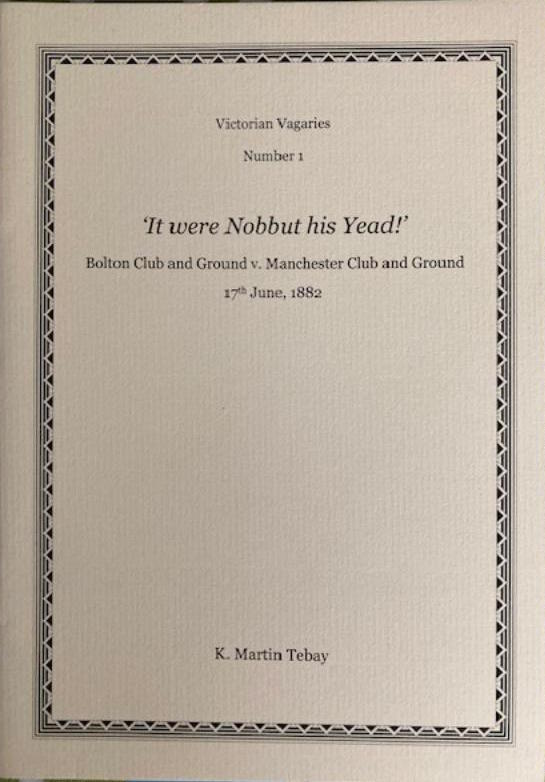 Victorian Vagaries
Number 1
‘It were Nobbut his Yead!’
Bolton Club and Ground v. Manchester Club and Ground
17th June, 1882
K. Martin Tebay